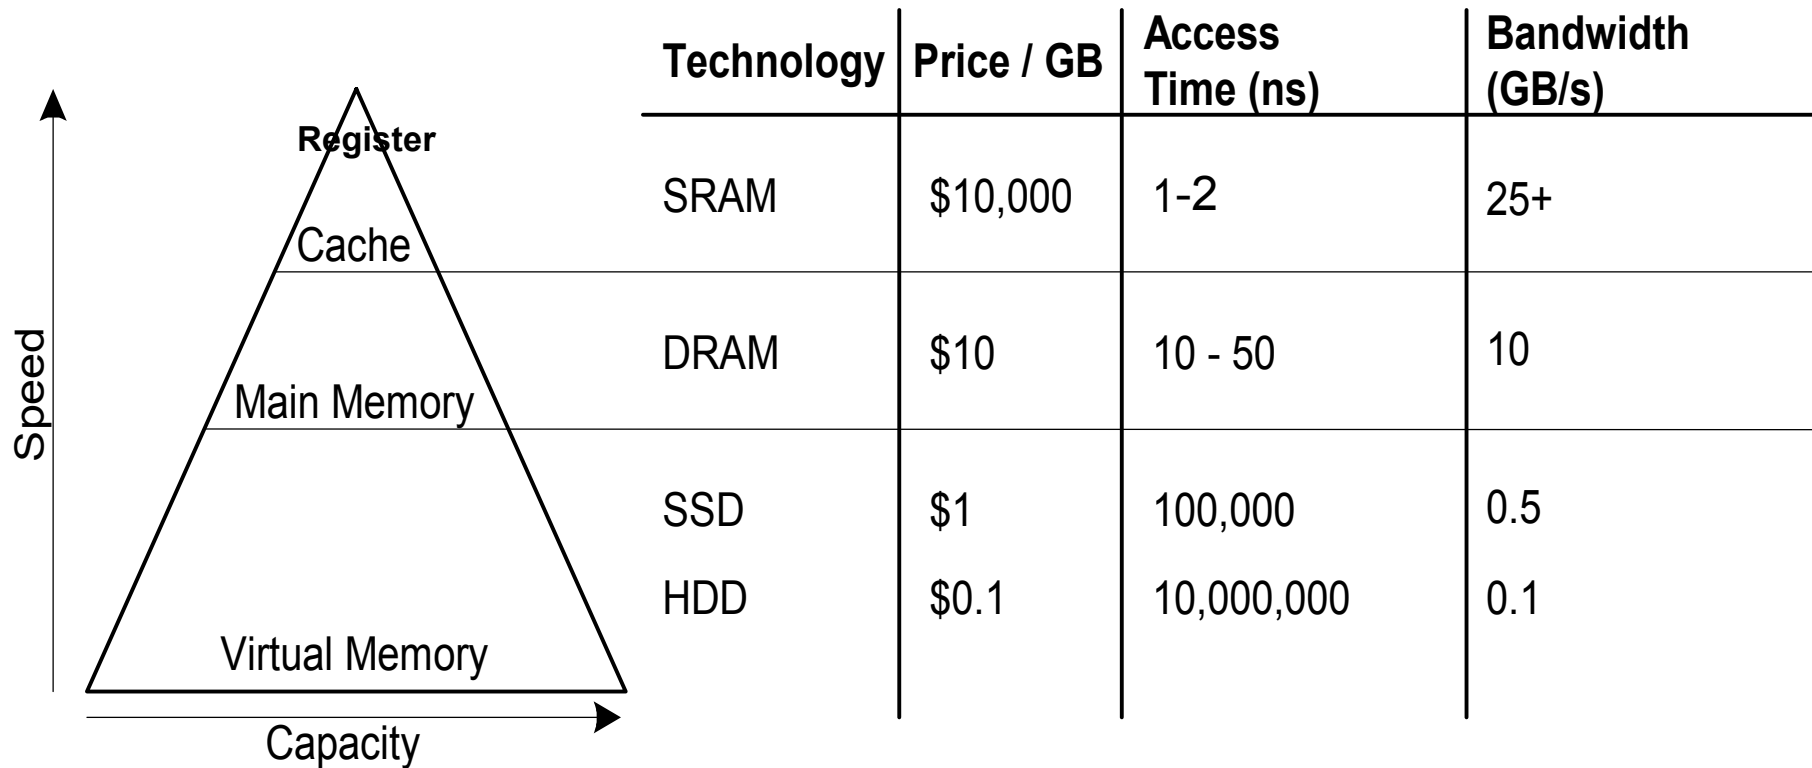 Technology Price / GB Access Time (ns) Bandwidth (GB/s)
Register
SRAM $10,000 1-2 25+
Cache
DRAM $10 10 - 50 10
Main Memory
SSD $1 100,000 0.5
HDD $0.1 10,000,000 0.1
Virtual Memory
Speed
Capacity